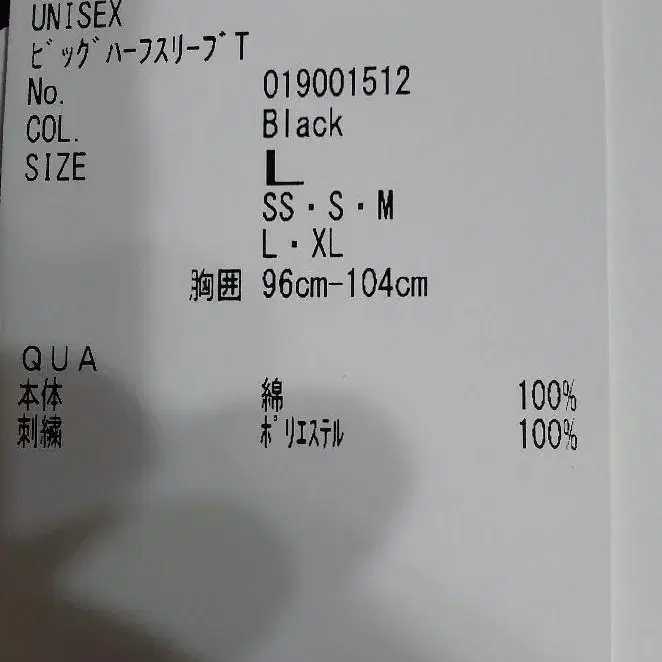 UNISEX
ビッグハーフスリーブT
No. 019001512
COL. Black
SIZE L
SS・S・M
L・XL
胸囲 96cm-104cm
QUA
本体 綿 100%
刺繍 ポリエステル 100%